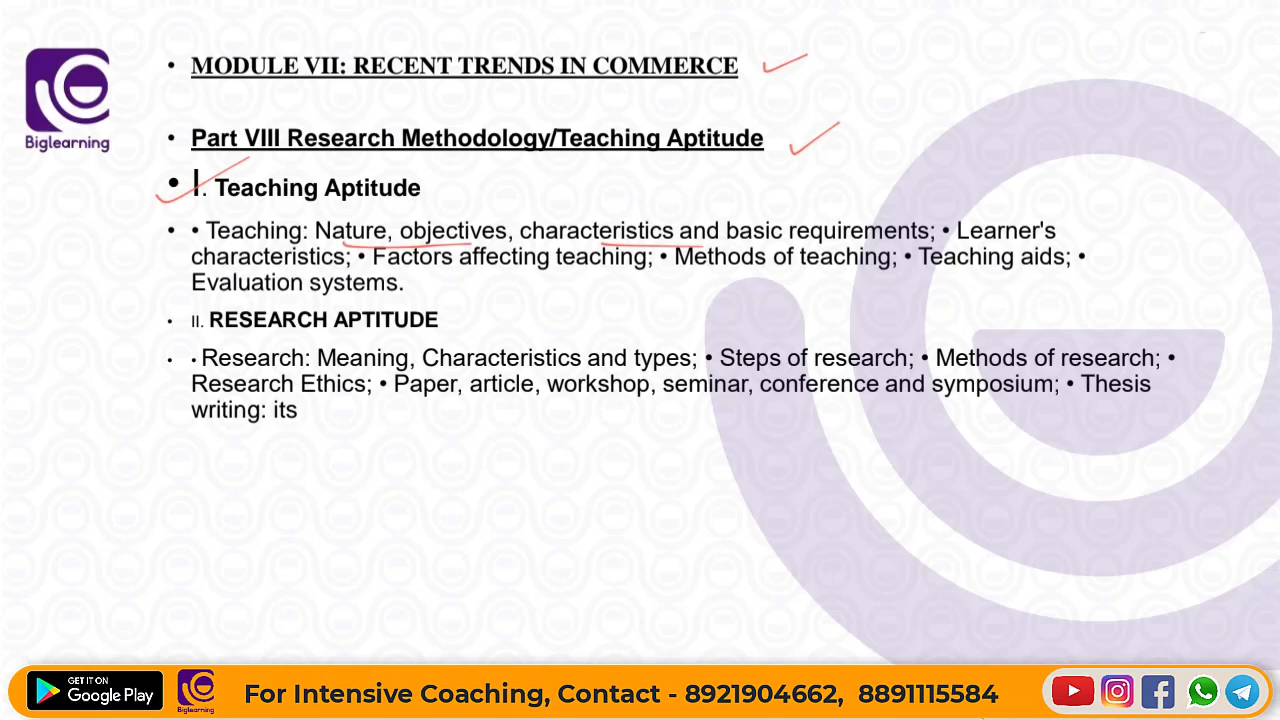 • MODULE VII: RECENT TRENDS IN COMMERCE
Biglearning
• Part VIII Research Methodology/Teaching Aptitude
• I. Teaching Aptitude
• • Teaching: Nature, objectives, characteristics and basic requirements; • Learner's
characteristics; • Factors affecting teaching; • Methods of teaching; • Teaching aids; •
Evaluation systems.
• II. RESEARCH APTITUDE
• • Research: Meaning, Characteristics and types; • Steps of research; • Methods of research; •
Research Ethics; • Paper, article, workshop, seminar, conference and symposium; • Thesis
writing: its
GET IT ON
Google Play
Biglearning
For Intensive Coaching, Contact - 8921904662, 8891115584